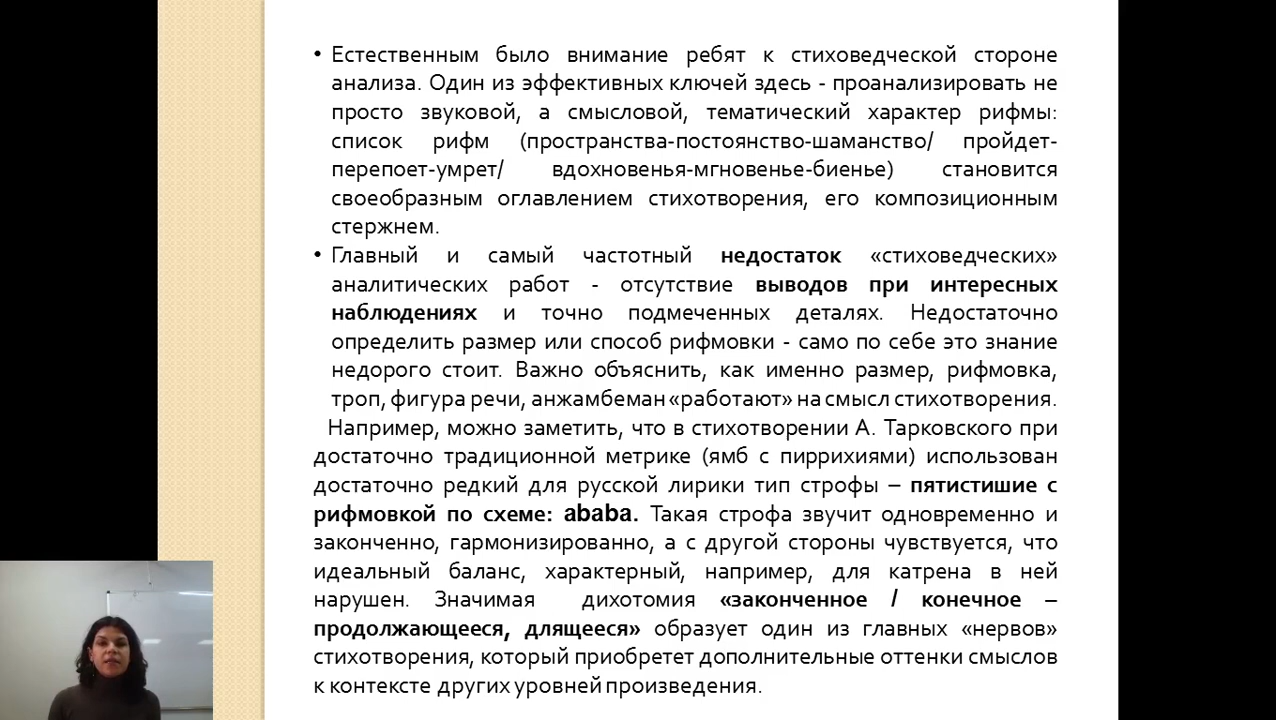 • Естественным было внимание ребят к стиховедческой стороне
анализа. Один из эффективных ключей здесь - проанализировать не
просто звуковой, а смысловой, тематический характер рифмы:
список рифм (пространства-постоянство-шаманство/ пройдет-
перепоет-умрет/ вдохновенья-мгновенье-биенье) становится
своеобразным оглавлением стихотворения, его композиционным
стержнем.
• Главный и самый частотный недостаток «стиховедческих»
аналитических работ - отсутствие выводов при интересных
наблюдениях и точно подмеченных деталях. Недостаточно
определить размер или способ рифмовки - само по себе это знание
недорого стоит. Важно объяснить, как именно размер, рифмовка,
троп, фигура речи, анжамбеман «работают» на смысл стихотворения.
Например, можно заметить, что в стихотворении А. Тарковского при
достаточно традиционной метрике (ямб с пиррихиями) использован
достаточно редкий для русской лирики тип строфы – пятистишие с
рифмовкой по схеме: ababa. Такая строфа звучит одновременно и
законченно, гармонизированно, а с другой стороны чувствуется, что
идеальный баланс, характерный, например, для катрена в ней
нарушен. Значимая дихотомия «законченное / конечное –
продолжающееся, длящееся» образует один из главных «нервов»
стихотворения, который приобретет дополнительные оттенки смыслов
к контексте других уровней произведения.